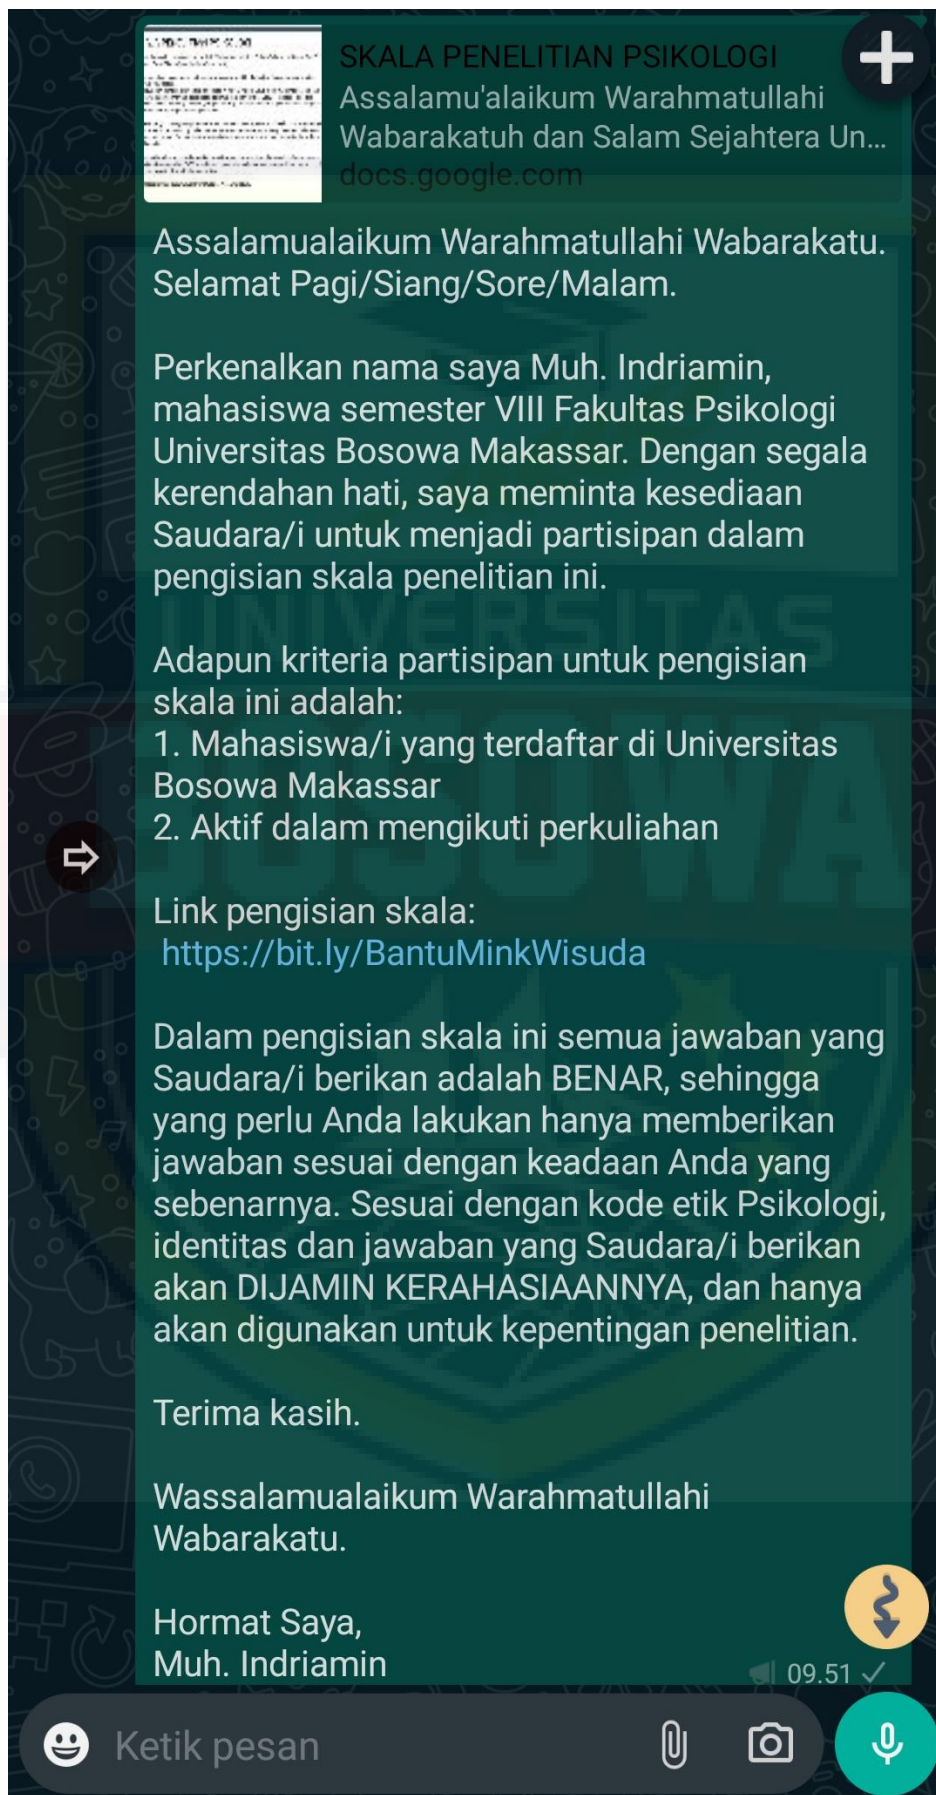 SKALA PENELITIAN PSIKOLOGI
Assalamu'alaikum Warahmatullahi
Wabarakatuh dan Salam Sejahtera Un...
docs.google.com
Assalamualaikum Warahmatullahi Wabarakatu.
Selamat Pagi/Siang/Sore/Malam.
Perkenalkan nama saya Muh. Indriamin,
mahasiswa semester VIII Fakultas Psikologi
Universitas Bosowa Makassar. Dengan segala
kerendahan hati, saya meminta kesediaan
Saudara/i untuk menjadi partisipan dalam
pengisian skala penelitian ini.
Adapun kriteria partisipan untuk pengisian
skala ini adalah:
1. Mahasiswa/i yang terdaftar di Universitas
Bosowa Makassar
2. Aktif dalam mengikuti perkuliahan
Link pengisian skala:
https://bit.ly/BantuMinkWisuda
Dalam pengisian skala ini semua jawaban yang
Saudara/i berikan adalah BENAR, sehingga
yang perlu Anda lakukan hanya memberikan
jawaban sesuai dengan keadaan Anda yang
sebenarnya. Sesuai dengan kode etik Psikologi,
identitas dan jawaban yang Saudara/i berikan
akan DIJAMIN KERAHASIAANNYA, dan hanya
akan digunakan untuk kepentingan penelitian.
Terima kasih.
Wassalamualaikum Warahmatullahi
Wabarakatu.
Hormat Saya,
Muh. Indriamin
09.51
Ketik pesan
UNIVERSITAS
BOSOWA